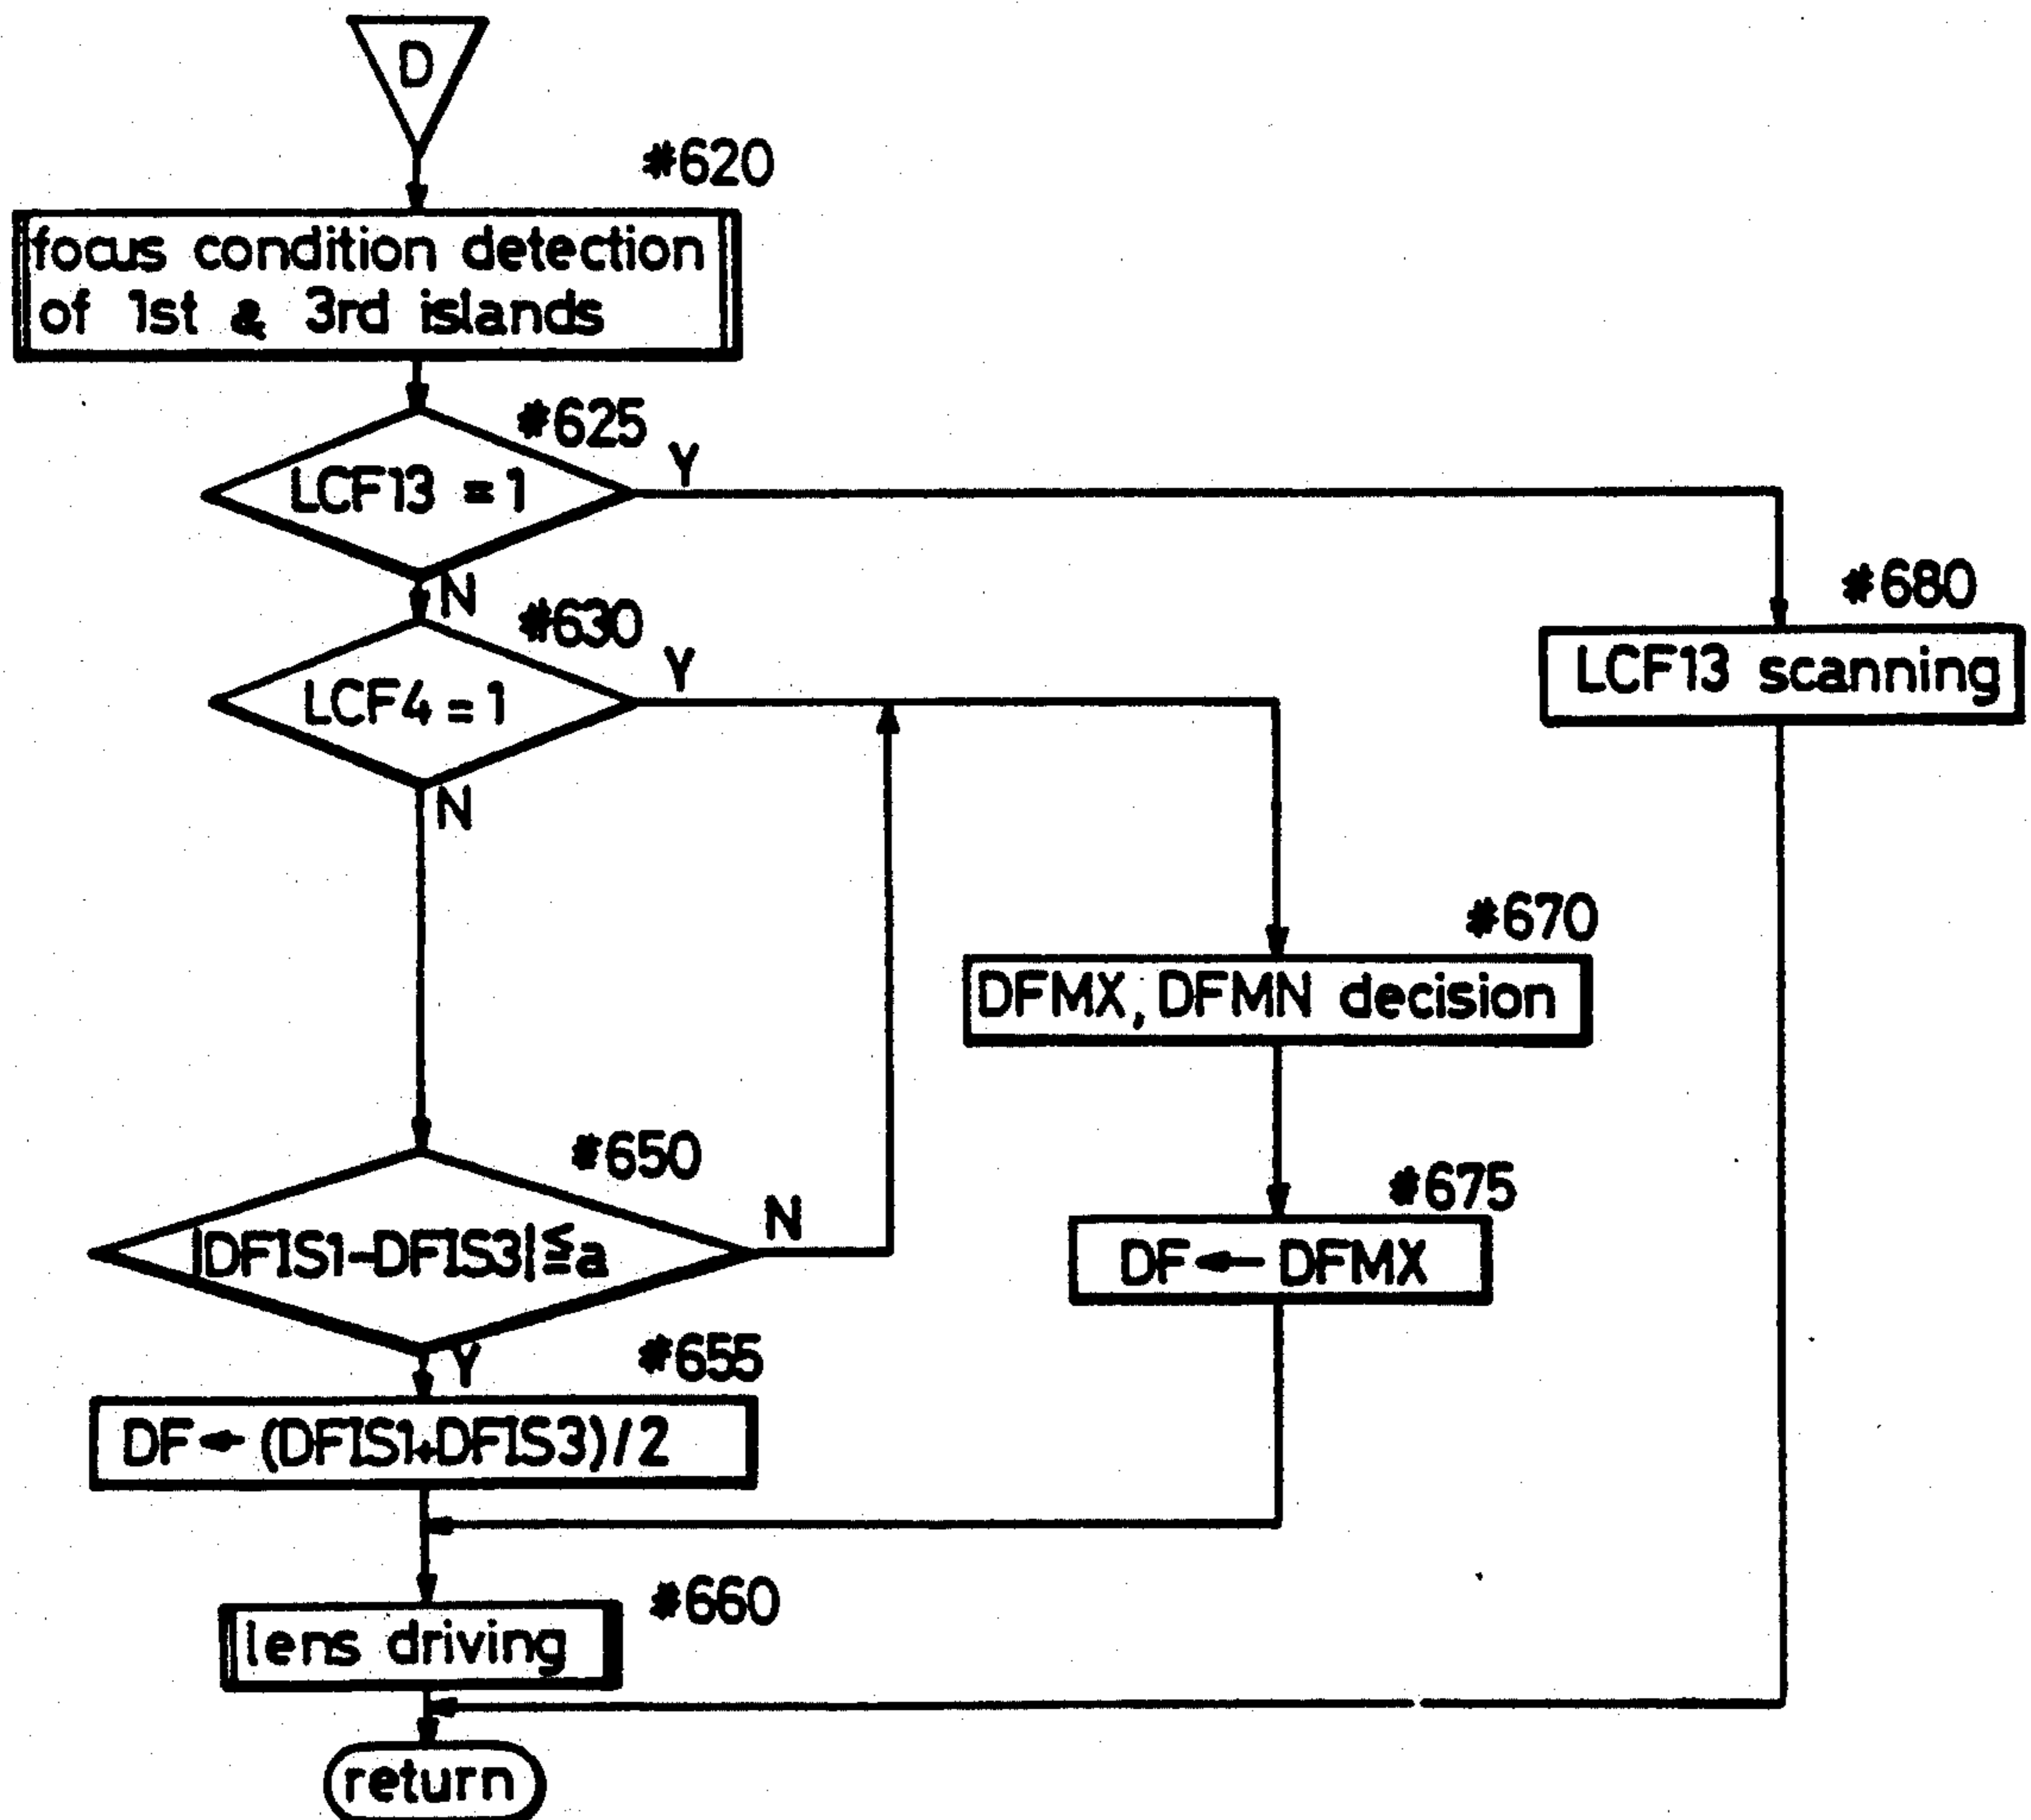 D
#620
focus condition detection
of 1st & 3rd islands
#625
LCF13 = 1
Y
N
#630
LCF4 = 1
Y
N
#680
LCF13 scanning
#670
DFMX, DFMN decision
#650
|DFIS1-DFIS3|≦a
N
Y
#675
DF← DFMX
#655
DF← (DFIS1+DFIS3)/2
#660
lens driving
return